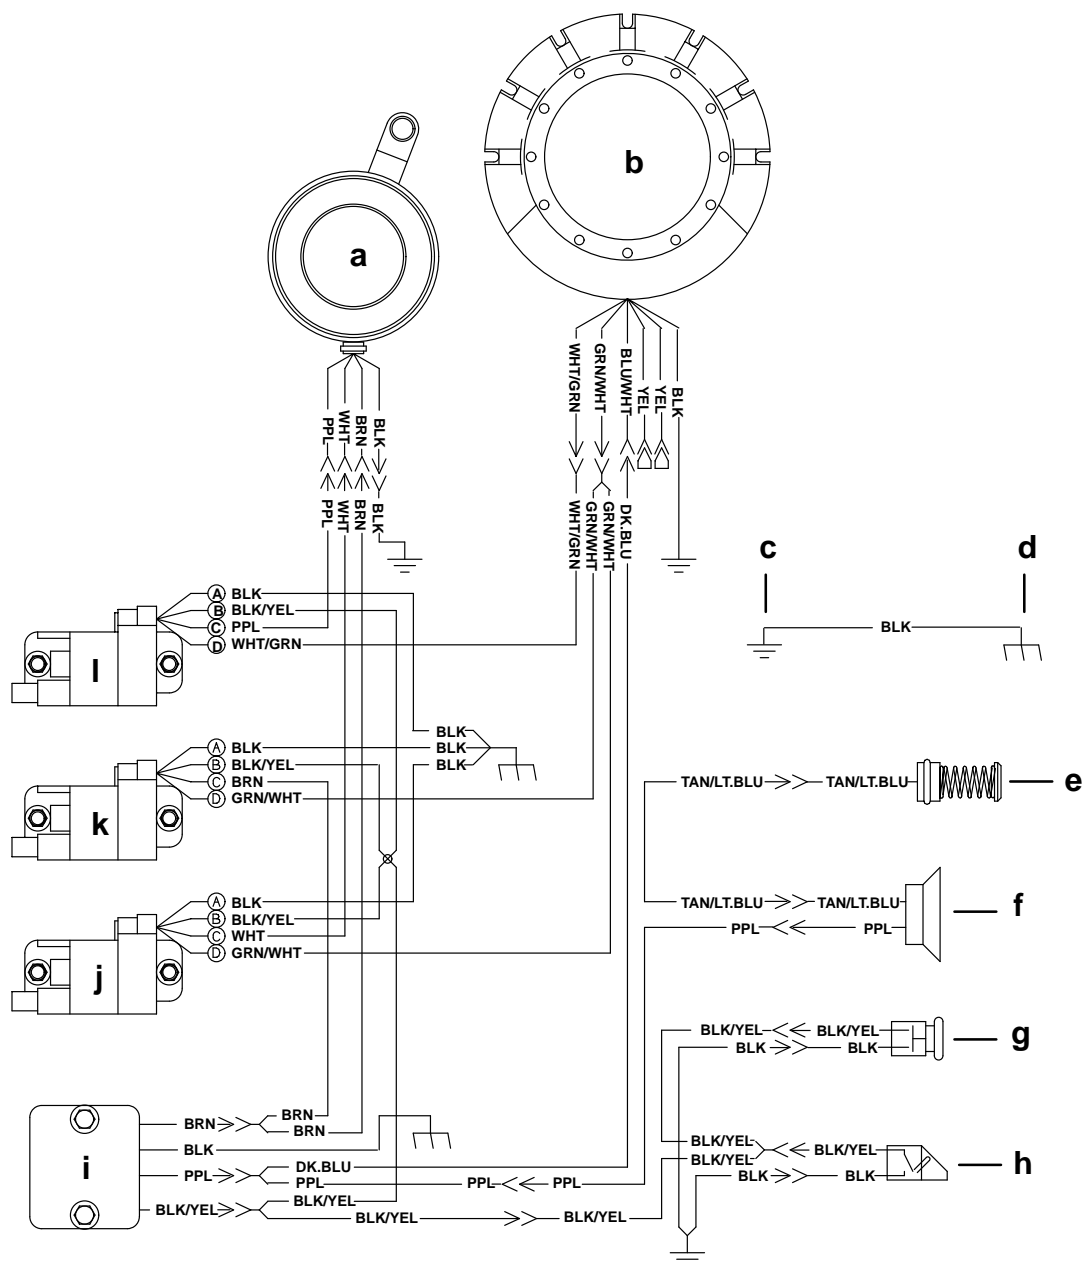 b
a
WHT/GRN
GRN/WHT
BLU/WHT
YEL
YEL
BLK
PPL
WHT
BRN
BLK
PPL
WHT
BRN
BLK
WHT/GRN
GRN/WHT
GRN/WHT
DK.BLU
c
d
BLK
A BLK
B BLK/YEL
C PPL
D WHT/GRN
l
BLK
BLK
BLK
A BLK
B BLK/YEL
C BRN
D GRN/WHT
k
TAN/LT.BLU TAN/LT.BLU
e
A BLK
B BLK/YEL
C WHT
D GRN/WHT
j
TAN/LT.BLU TAN/LT.BLU
PPL PPL
f
BLK/YEL BLK/YEL
BLK BLK
g
BRN BRN
BRN
BLK
i
PPL DK.BLU
PPL PPL PPL
BLK/YEL BLK/YEL
BLK/YEL BLK/YEL
BLK/YEL BLK/YEL
BLK/YEL
BLK BLK
h